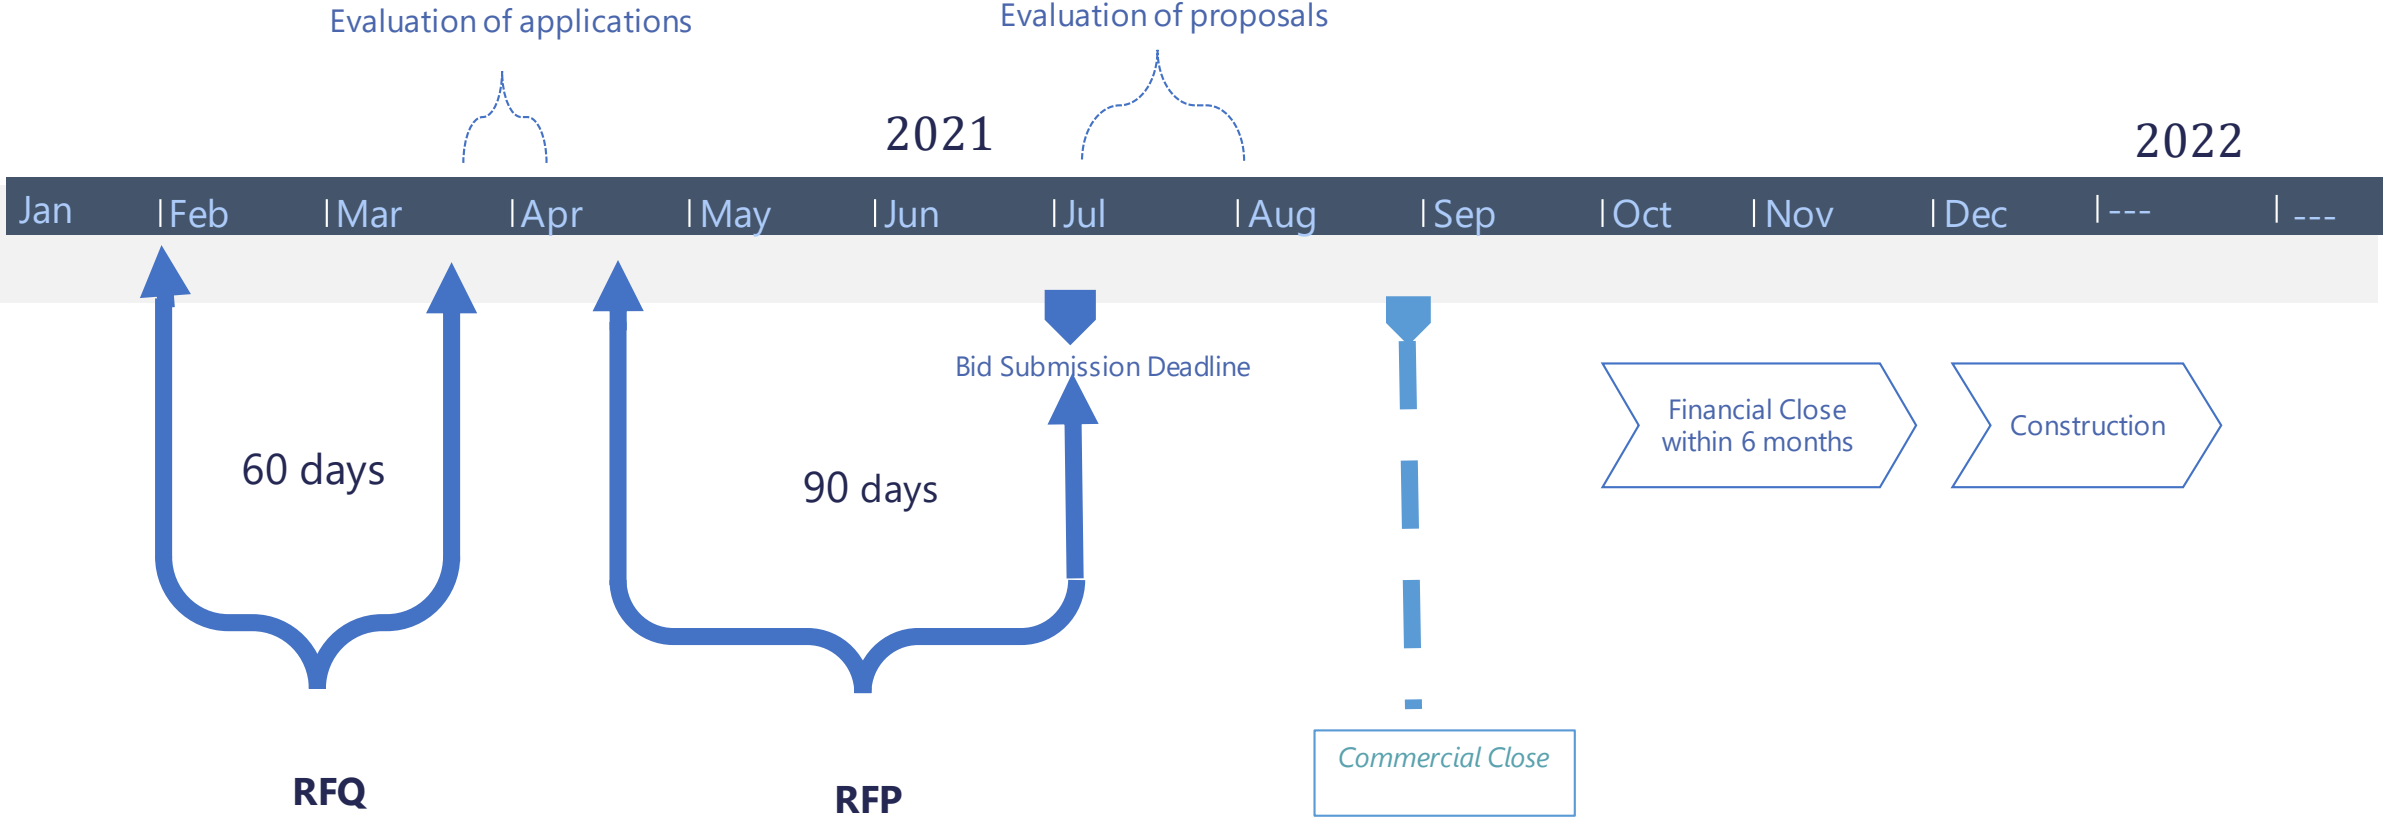 Evaluation of applications
Evaluation of proposals
2021
2022
Jan |Feb |Mar |Apr |May |Jun |Jul |Aug |Sep |Oct |Nov |Dec |--- |---
Bid Submission Deadline
60 days
90 days
Financial Close
within 6 months
Construction
Commercial Close
RFQ
RFP